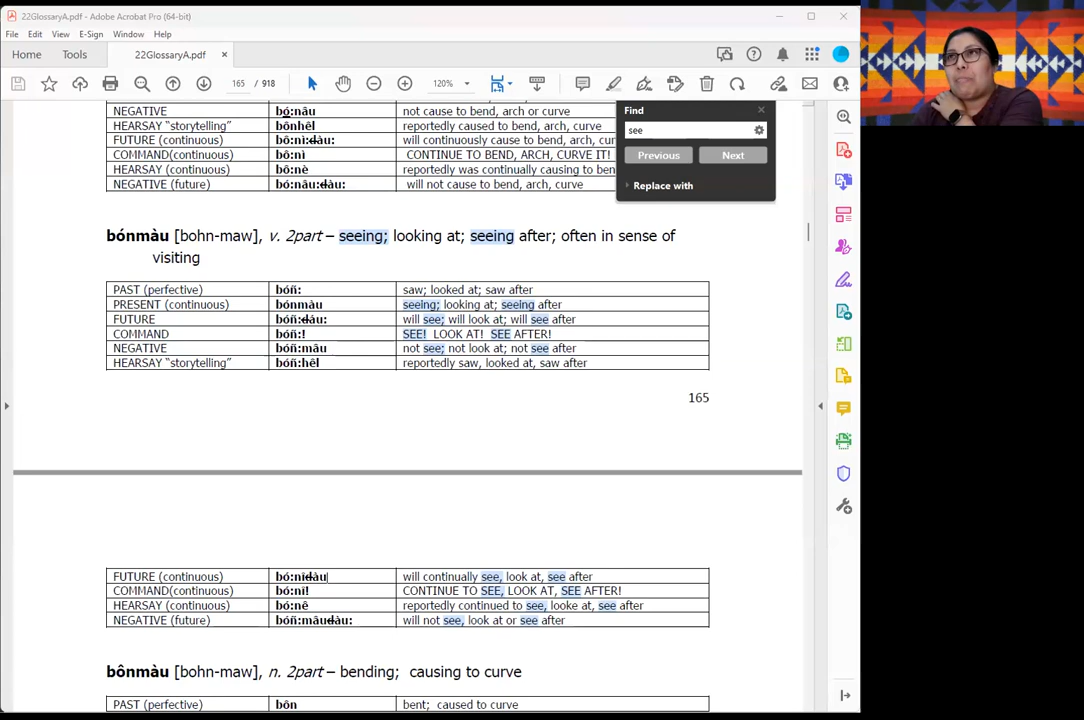 22GlossaryA.pdf - Adobe Acrobat Pro (64-bit)
File Edit View E-Sign Window Help
Home Tools 22GlossaryA.pdf ×
165 / 918 120%
NEGATIVE bó:nâu not cause to bend, arch or curve
HEARSAY "storytelling" bônhêl reportedly caused to bend, arch, curve
FUTURE (continuous) bô:nì:dàu: will continuously cause to bend, arc, cur
COMMAND(continuous) bô:nì CONTINUE TO BEND, ARCH, CURVE IT!
HEARSAY (continuous) bô:nè reportedly was continually causing to ben
NEGATIVE (future) bó:nâu:dàu: will not cause to bend, arch, curve
Find
see
Previous Next
Replace with
bónmàu [bohn-maw], v. 2part – seeing; looking at; seeing after; often in sense of
visiting
PAST (perfective) bóñ: saw; looked at; saw after
PRESENT (continuous) bónmàu seeing; looking at; seeing after
FUTURE bóñ:dáu: will see; will look at; will see after
COMMAND bóñ:! SEE! LOOK AT! SEE AFTER!
NEGATIVE bóñ:mâu not see; not look at; not see after
HEARSAY "storytelling" bóñ:hêl reportedly saw, looked at, saw after
165
FUTURE (continuous) bó:nîdàu will continually see, look at, see after
COMMAND(continuous) bó:nî! CONTINUE TO SEE, LOOK AT, SEE AFTER!
HEARSAY (continuous) bó:nê reportedly continued to see, looke at, see after
NEGATIVE (future) bóñ:mâudàu: will not see, look at or see after
bônmàu [bohn-maw], n. 2part – bending; causing to curve
PAST (perfective) bôn bent; caused to curve